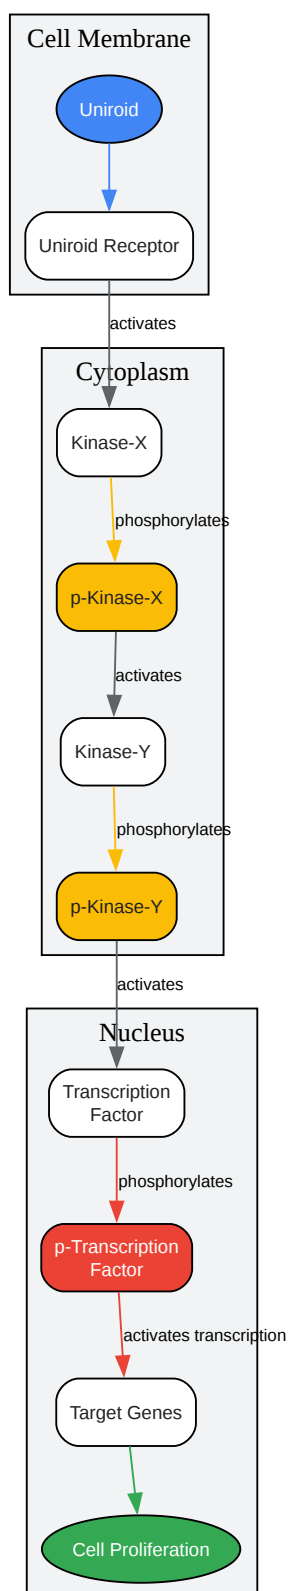 Cell Membrane
Uniroid
Uniroid Receptor
activates
Cytoplasm
Kinase-X
phosphorylates
p-Kinase-X
activates
Kinase-Y
phosphorylates
p-Kinase-Y
activates
Nucleus
Transcription
Factor
phosphorylates
p-Transcription
Factor
activates transcription
Target Genes
Cell Proliferation